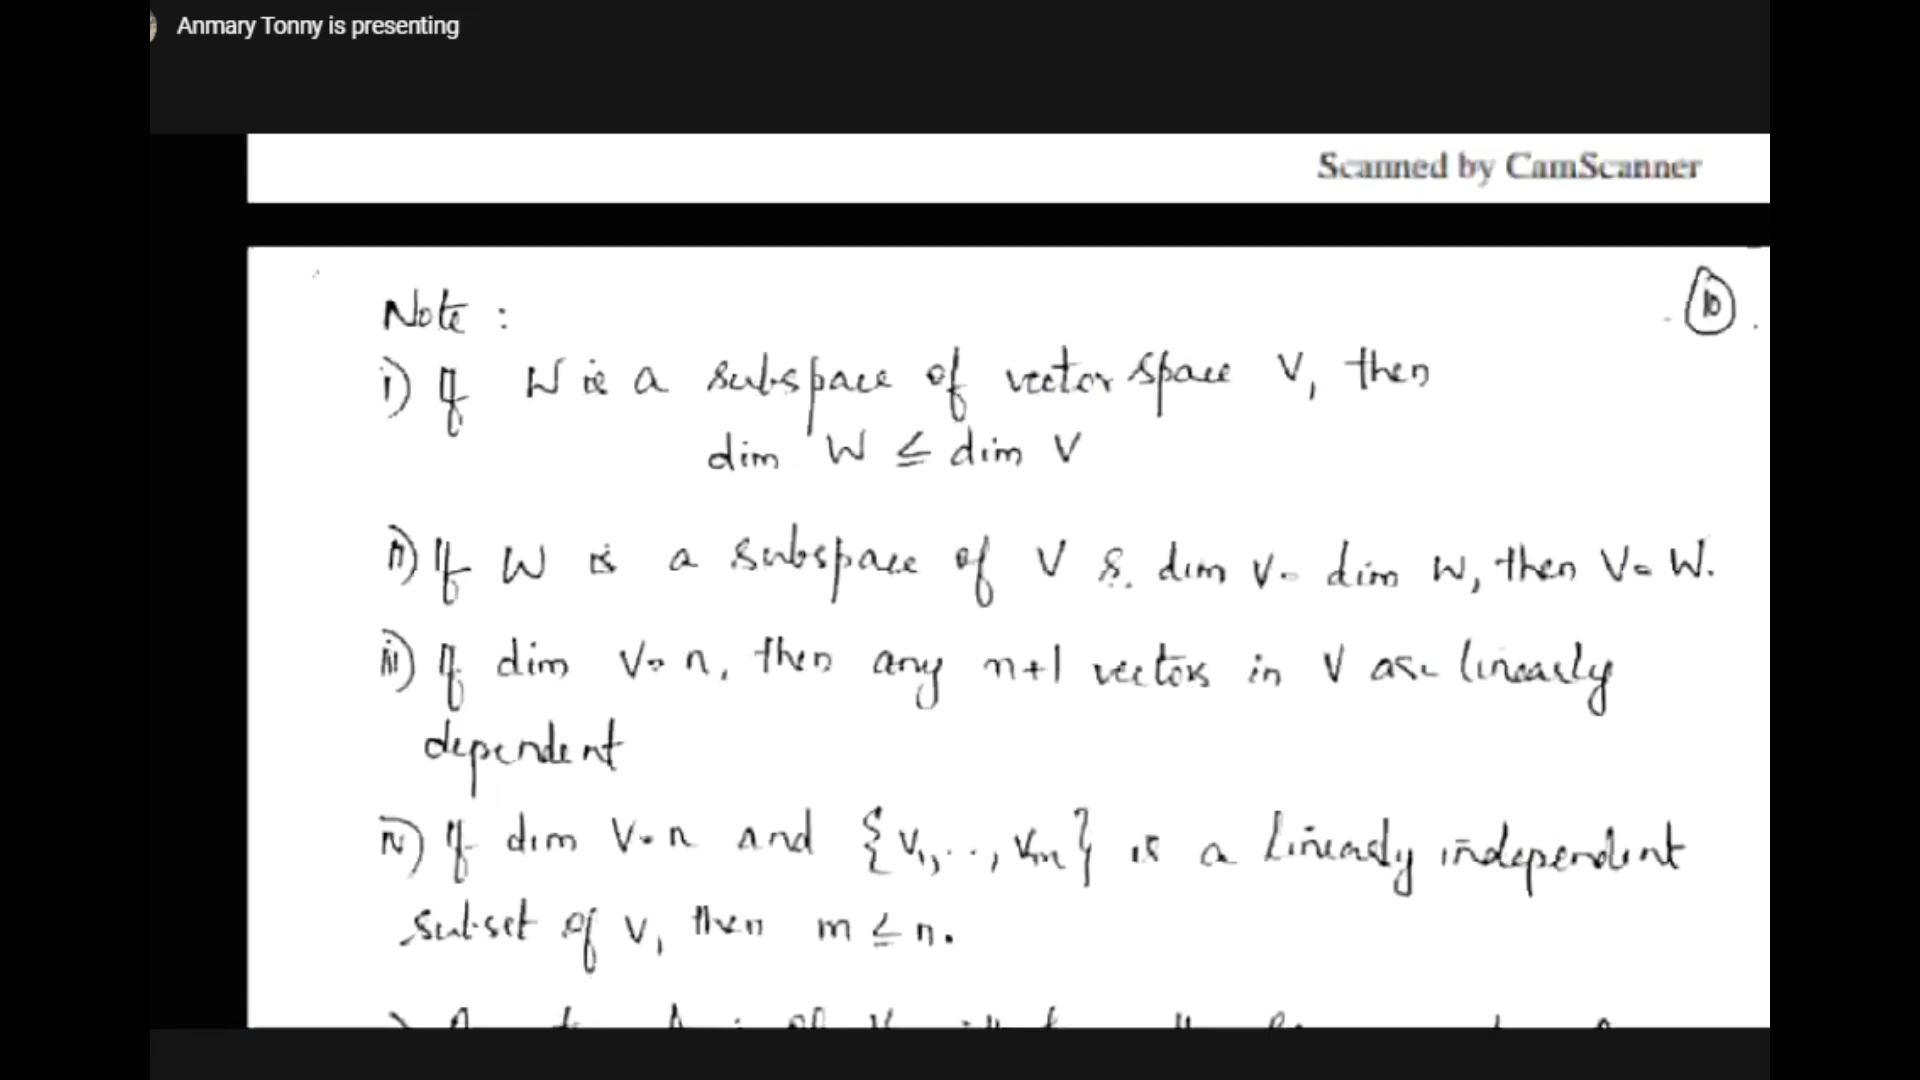 Anmary Tonny is presenting
Scanned by CamScanner
10
Note :
i) If W is a subspace of vector space V, then
dim W ≤ dim V
ii) If W is a subspace of V & dim V = dim W, then V = W.
iii) If dim V = n, then any n+1 vectors in V are linearly
dependent
iv) If dim V = n and {v₁, .., vₘ} is a linearly independent
subset of V, then m ≤ n.